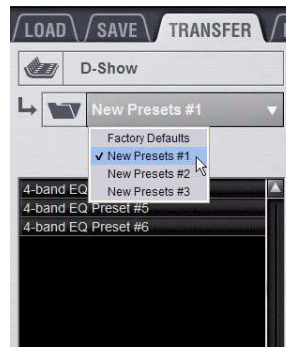 LOAD SAVE TRANSFER
D-Show
New Presets #1
Factory Defaults
✓ New Presets #1
New Presets #2
New Presets #3
4-band EQ
4-band EQ Preset #5
4-band EQ Preset #6